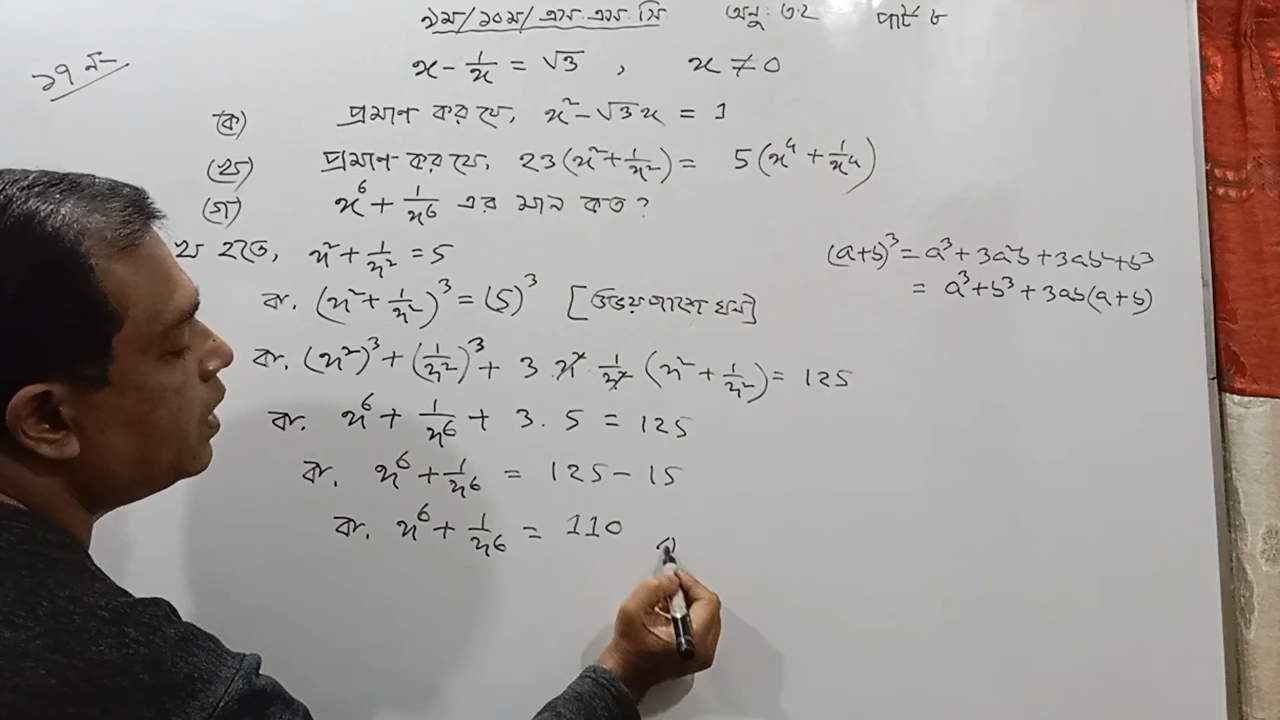 ৯ম/১০ম/এস.এস.সি অনু: ৩.২ পার্ট ৮
১৭ নং
x - 1/x = √3 , x ≠ 0
(ক) প্রমাণ কর যে, x² - √3x = 1
(খ) প্রমাণ কর যে, 23(x² + 1/x²) = 5(x⁴ + 1/x⁴)
(গ) x⁶ + 1/x⁶ এর মান কত?
খ হতে, x² + 1/x² = 5
(a+b)³ = a³ + 3a²b + 3ab² + b³
= a³ + b³ + 3ab(a+b)
বা. (x² + 1/x²)³ = (5)³ [উভয়পাশে ঘন]
বা. (x²)³ + (1/x²)³ + 3 . x² . 1/x² (x² + 1/x²) = 125
বা. x⁶ + 1/x⁶ + 3 . 5 = 125
বা. x⁶ + 1/x⁶ = 125 - 15
বা. x⁶ + 1/x⁶ = 110